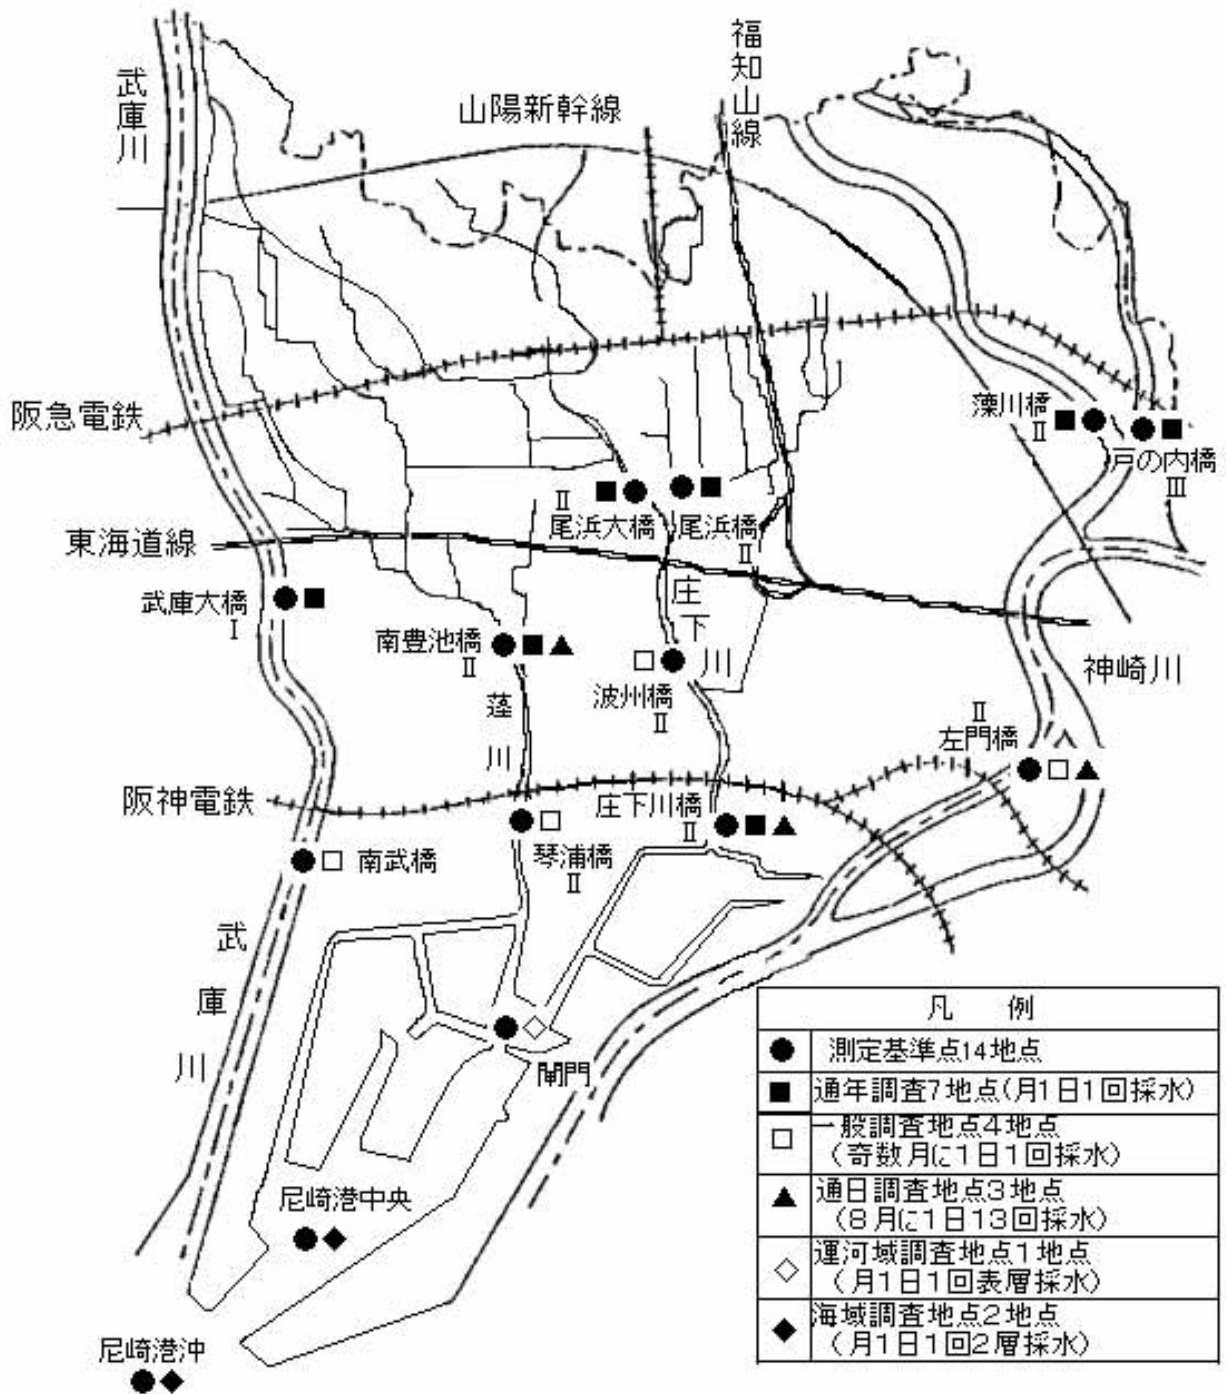 武庫川
福知山線
山陽新幹線
阪急電鉄
藻川橋
Ⅱ
戸の内橋
Ⅲ
Ⅱ
尾浜大橋
尾浜橋
Ⅱ
東海道線
武庫大橋
Ⅰ
南豊池橋
Ⅱ
庄下川
波州橋
Ⅱ
神崎川
蓬川
Ⅱ
左門橋
阪神電鉄
庄下川橋
Ⅱ
琴浦橋
Ⅱ
南武橋
武庫川
閘門
尼崎港中央
尼崎港沖
凡 例
測定基準点14地点
通年調査7地点(月1日1回採水)
一般調査地点4地点
(奇数月に1日1回採水)
通日調査地点3地点
(8月に1日13回採水)
運河域調査地点1地点
(月1日1回表層採水)
海域調査地点2地点
(月1日1回2層採水)